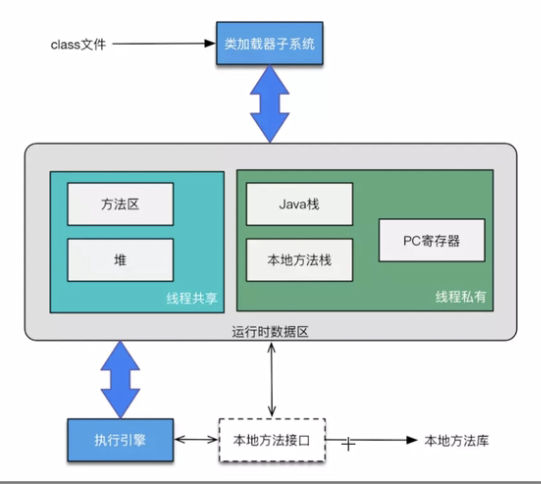 class文件
类加载器子系统
方法区
堆
线程共享
Java栈
本地方法栈
PC寄存器
线程私有
运行时数据区
执行引擎
本地方法接口
本地方法库